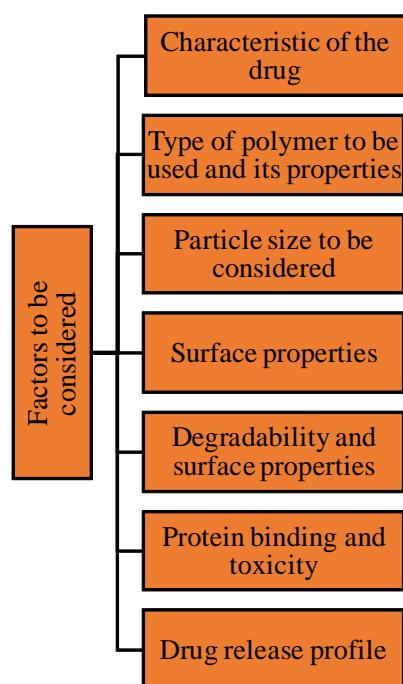 Factors to be
considered
Characteristic of the
drug
Type of polymer to be
used and its properties
Particle size to be
considered
Surface properties
Degradability and
surface properties
Protein binding and
toxicity
Drug release profile